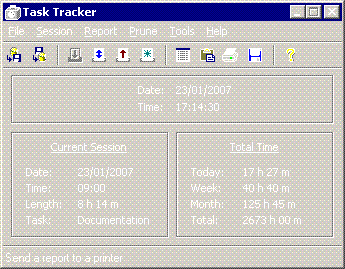 Task Tracker
File Session Report Prune Tools Help
Date: 23/01/2007
Time: 17:14:30
Current Session
Date: 23/01/2007
Time: 09:00
Length: 8 h 14 m
Task: Documentation
Total Time
Today: 17 h 27 m
Week: 40 h 40 m
Month: 125 h 45 m
Total: 2673 h 00 m
Send a report to a printer